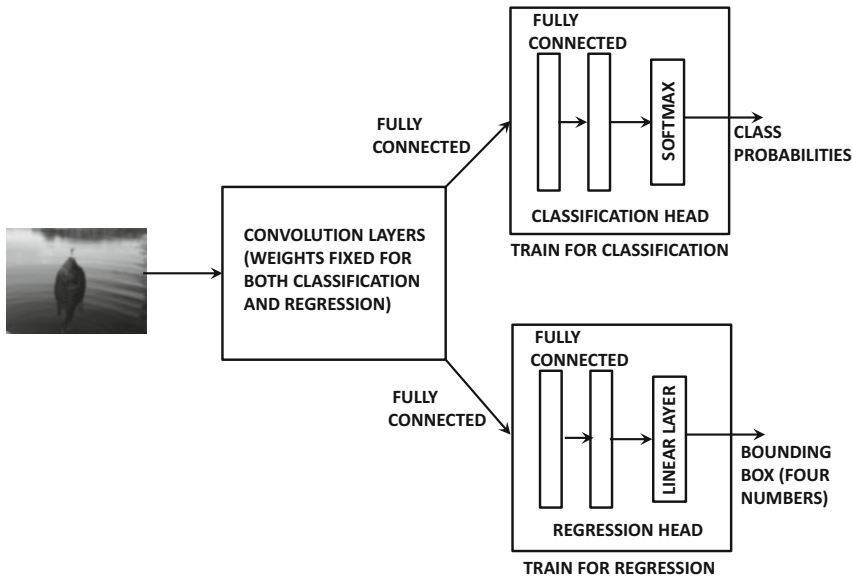 FULLY
CONNECTED
SOFTMAX
CLASSIFICATION HEAD
TRAIN FOR CLASSIFICATION
CLASS
PROBABILITIES
FULLY
CONNECTED
CONVOLUTION LAYERS
(WEIGHTS FIXED FOR
BOTH CLASSIFICATION
AND REGRESSION)
FULLY
CONNECTED
FULLY
CONNECTED
LINEAR LAYER
REGRESSION HEAD
TRAIN FOR REGRESSION
BOUNDING
BOX (FOUR
NUMBERS)